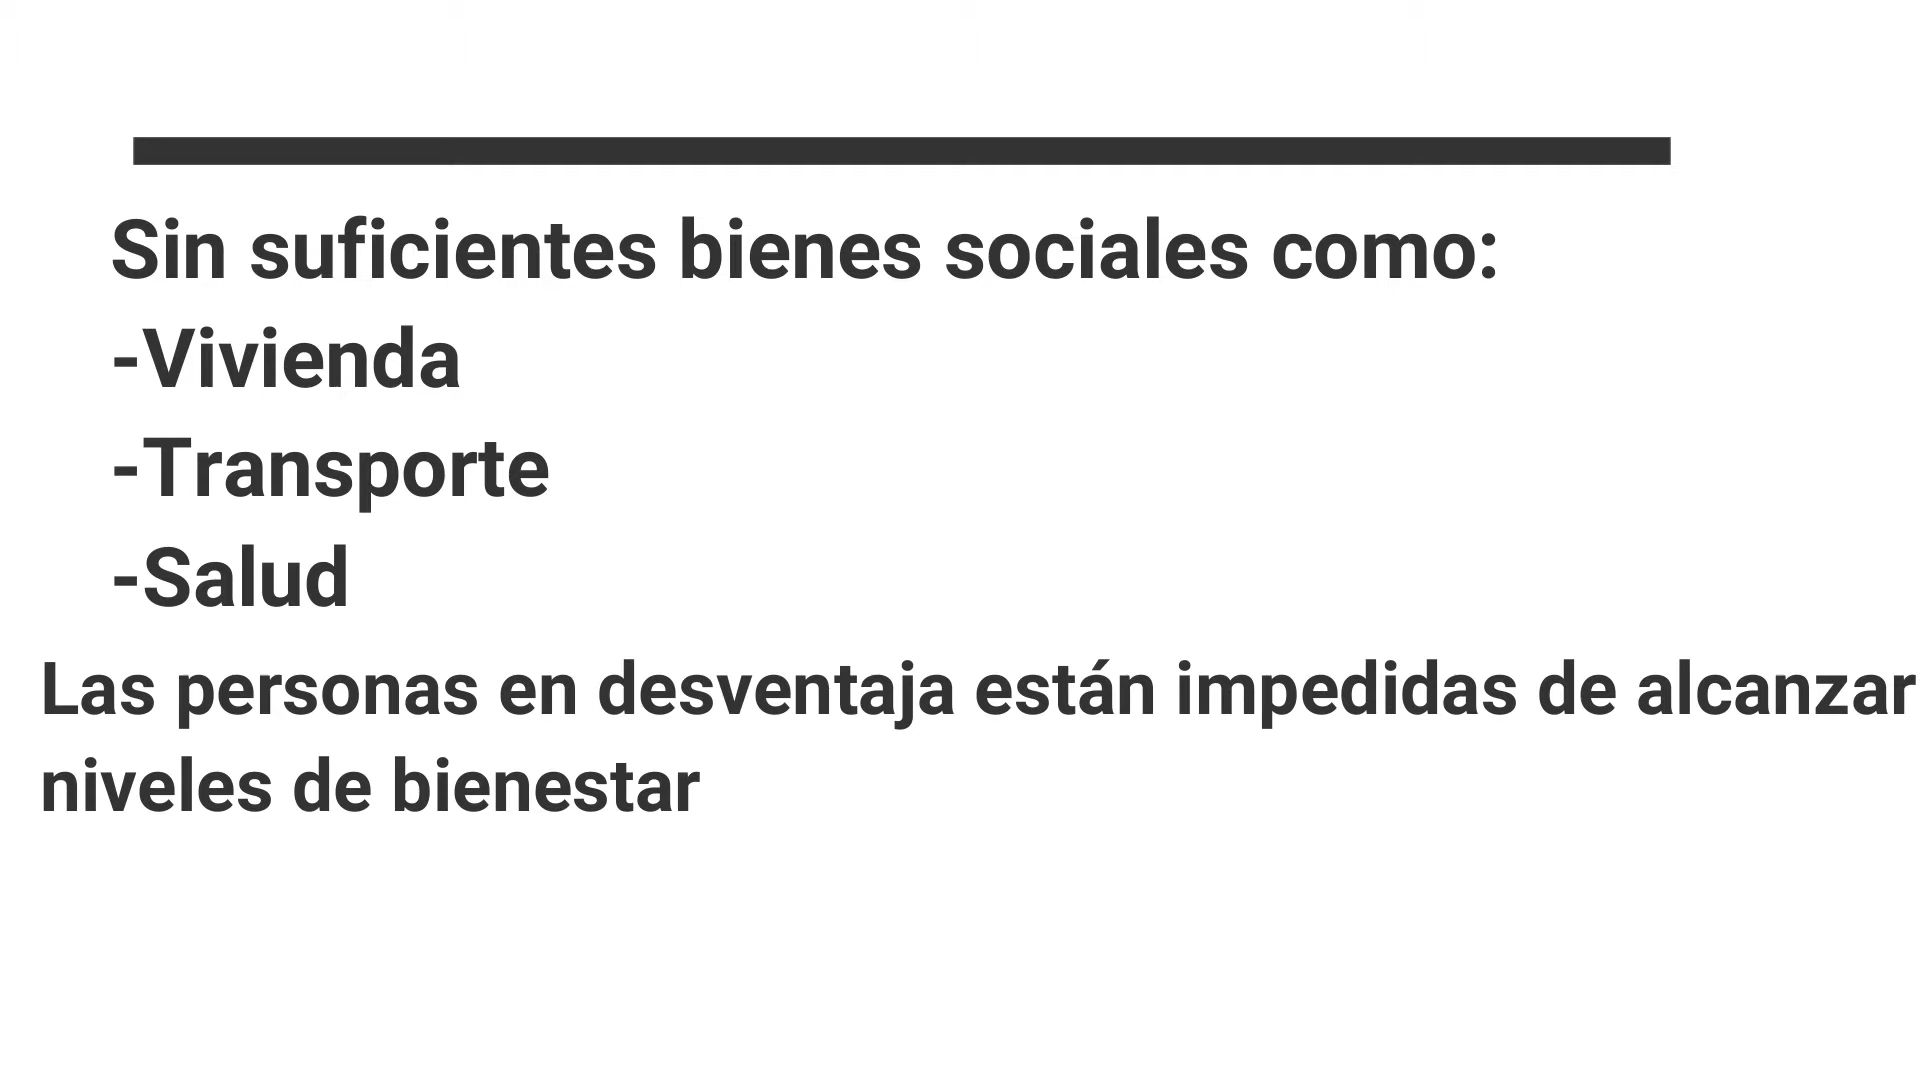 Sin suficientes bienes sociales como:
-Vivienda
-Transporte
-Salud
Las personas en desventaja están impedidas de alcanzar
niveles de bienestar